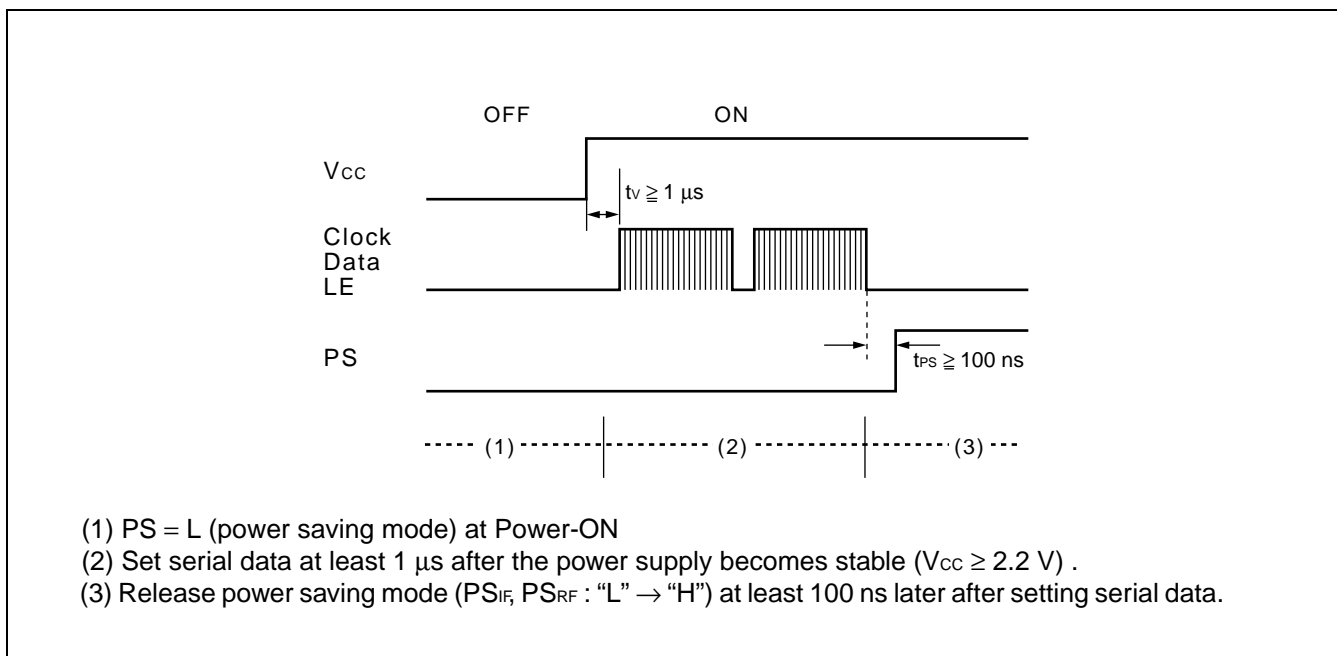 OFF ON
Vcc
tv ≧ 1 μs
Clock
Data
LE
PS
tPS ≧ 100 ns
(1) (2) (3)
(1) PS = L (power saving mode) at Power-ON
(2) Set serial data at least 1 μs after the power supply becomes stable (Vcc ≥ 2.2 V) .
(3) Release power saving mode (PSIF, PSRF : “L” → “H”) at least 100 ns later after setting serial data.